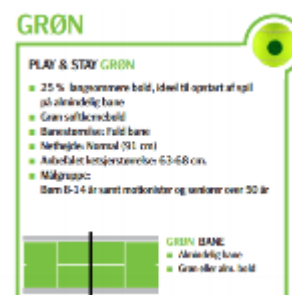 GRØN
PLAY & STAY GRØN
25 % langsommere bold, ideel til opstart af spil
på almindelig bane
Grøn softkernebold
Banestørrelse: Fuld bane
Nethøjde: Normal (91 cm)
Anbefalet ketsjerstørrelse: 63-68 cm.
Målgruppe:
Børn 8-14 år samt motionister og seniorer over 50 år
GRØN BANE
Almindelig bane
Grøn eller alm. bold